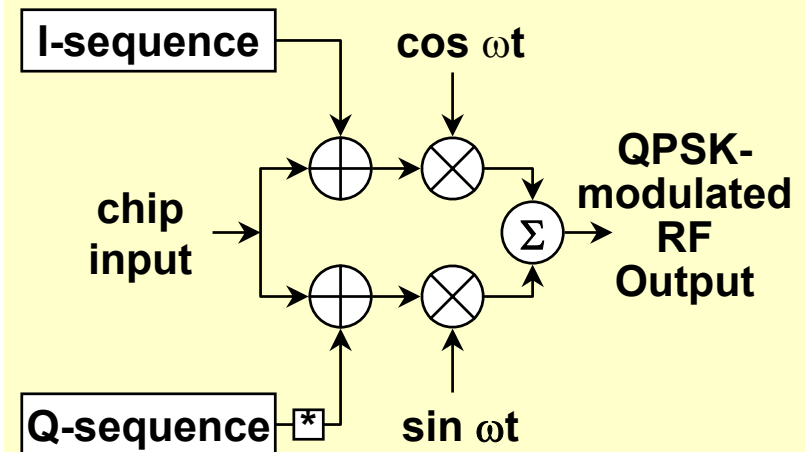 I-sequence
cos ωt
QPSK-
modulated
RF
Output
chip
input
Σ
Q-sequence
*
sin ωt